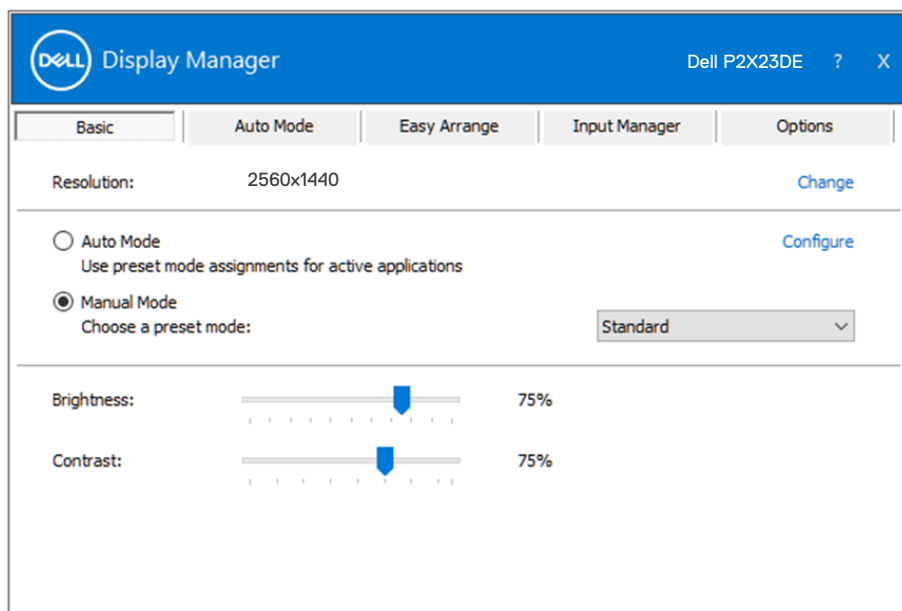 DELL Display Manager Dell P2X23DE ? X
Basic Auto Mode Easy Arrange Input Manager Options
Resolution: 2560x1440 Change
Auto Mode Configure
Use preset mode assignments for active applications
Manual Mode
Choose a preset mode: Standard
Brightness: 75%
Contrast: 75%